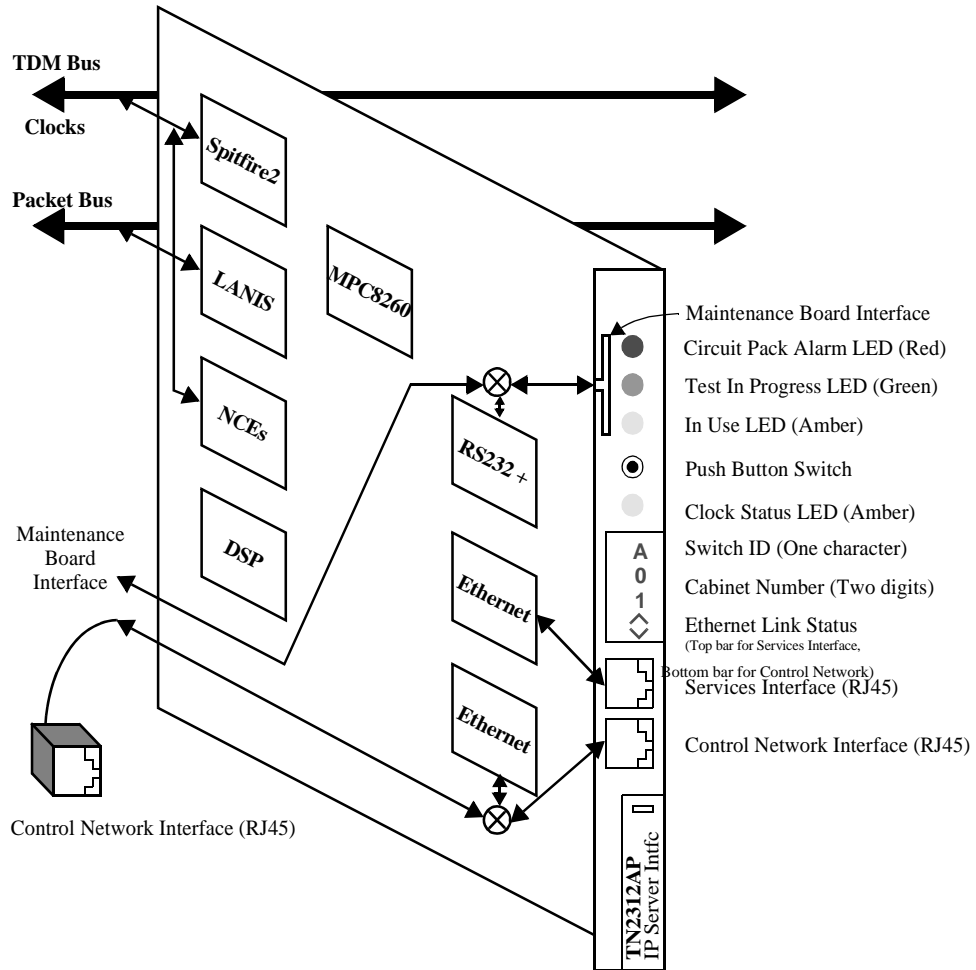 TDM Bus
Clocks
Packet Bus
Spitfire2
LANIS
MPC8260
NCEs
DSP
RS232 +
Ethernet
Ethernet
Maintenance
Board
Interface
Control Network Interface (RJ45)
Maintenance Board Interface
Circuit Pack Alarm LED (Red)
Test In Progress LED (Green)
In Use LED (Amber)
Push Button Switch
Clock Status LED (Amber)
A
0
1
Switch ID (One character)
Cabinet Number (Two digits)
Ethernet Link Status
(Top bar for Services Interface,
Bottom bar for Control Network)
Services Interface (RJ45)
Control Network Interface (RJ45)
TN2312AP
IP Server Intfc